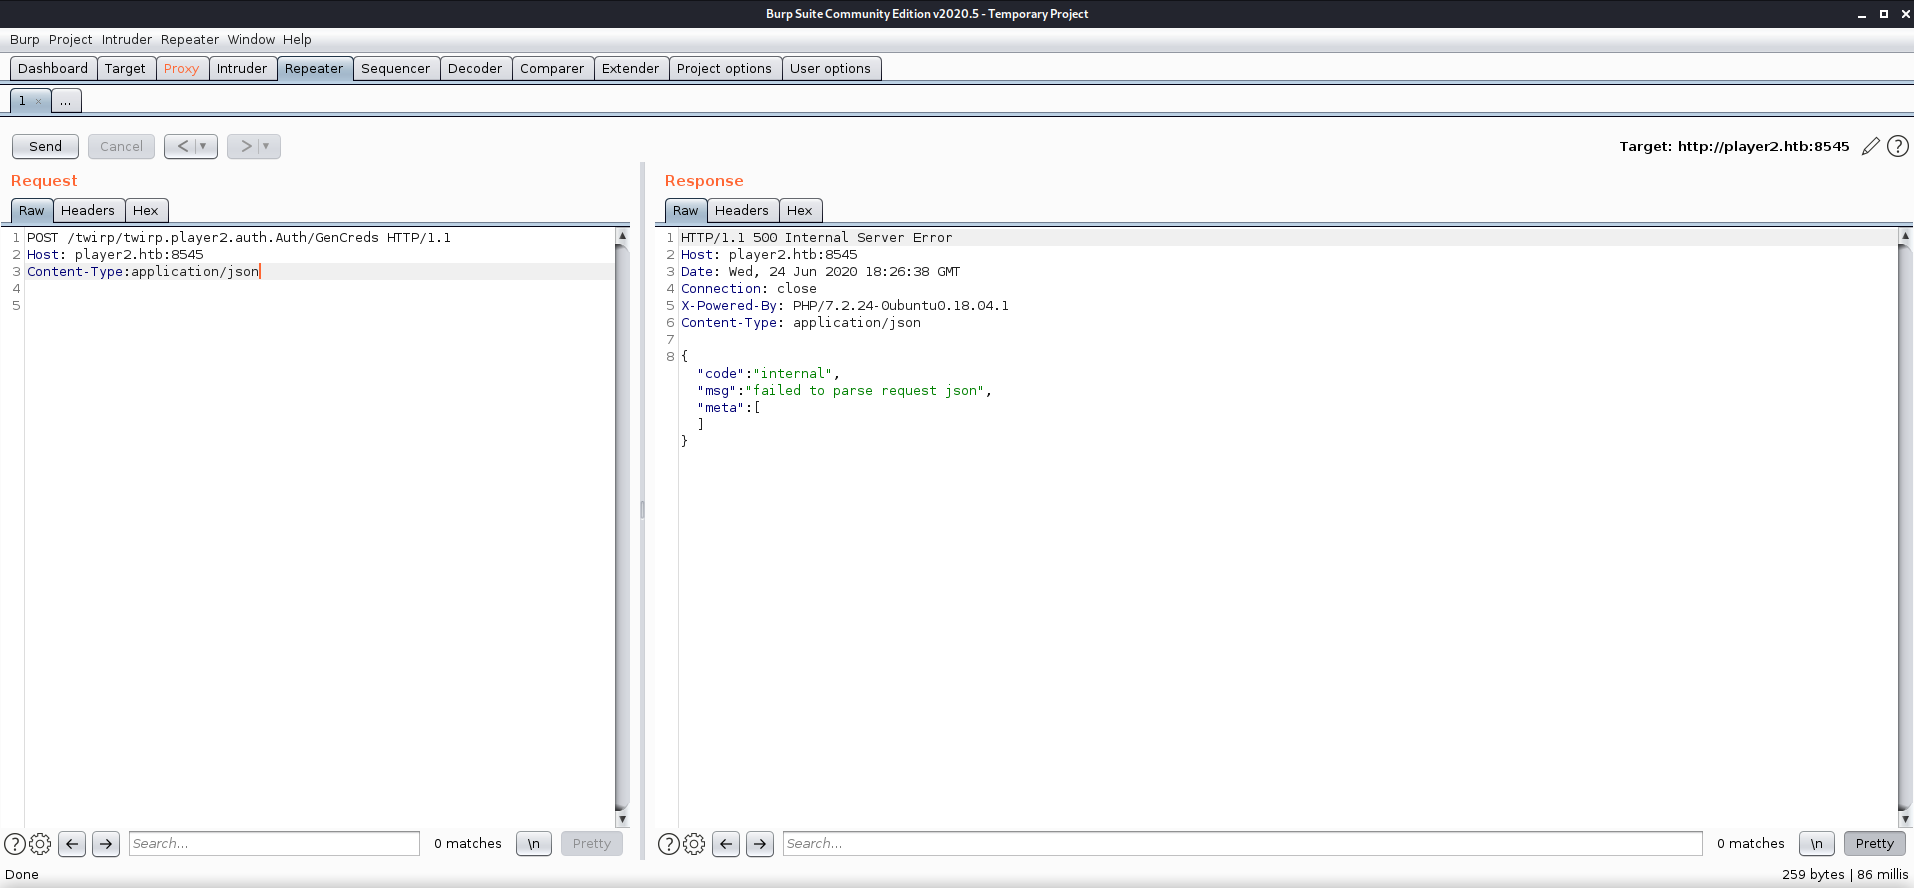 Burp Suite Community Edition v2020.5 - Temporary Project
Burp Project Intruder Repeater Window Help
Dashboard Target Proxy Intruder Repeater Sequencer Decoder Comparer Extender Project options User options
1 × ...
Send Cancel < ▼ > ▼ Target: http://player2.htb:8545 ?
Request
Raw Headers Hex
1 POST /twirp/twirp.player2.auth.Auth/GenCreds HTTP/1.1
2 Host: player2.htb:8545
3 Content-Type:application/json
4
5
? ← → Search... 0 matches \n Pretty
Response
Raw Headers Hex
1 HTTP/1.1 500 Internal Server Error
2 Host: player2.htb:8545
3 Date: Wed, 24 Jun 2020 18:26:38 GMT
4 Connection: close
5 X-Powered-By: PHP/7.2.24-0ubuntu0.18.04.1
6 Content-Type: application/json
7
8 {
"code":"internal",
"msg":"failed to parse request json",
"meta":[
]
}
? ← → Search... 0 matches \n Pretty
Done 259 bytes | 86 millis